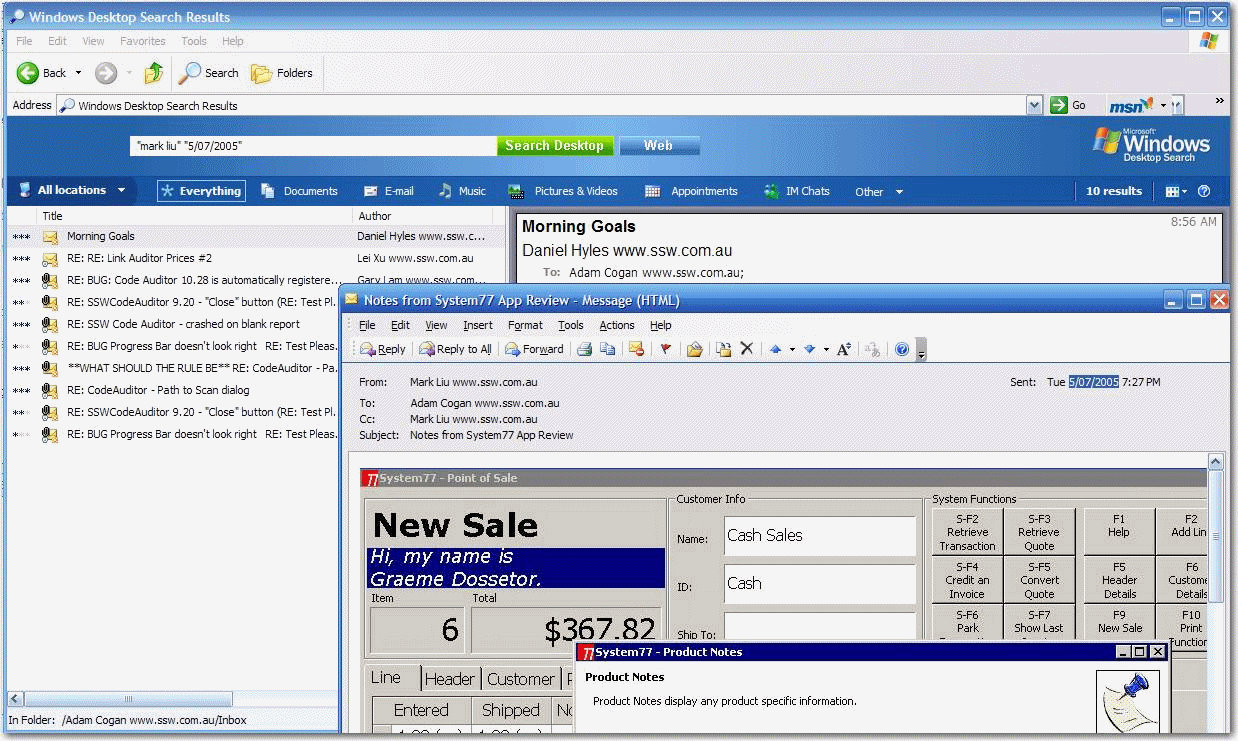 Windows Desktop Search Results
File Edit View Favorites Tools Help
Back Search Folders
Address Windows Desktop Search Results Go msn
"mark liu" "5/07/2005" Search Desktop Web
Microsoft
Windows
Desktop Search
All locations Everything Documents E-mail Music Pictures & Videos Appointments IM Chats Other 10 results
Title Author
Morning Goals Daniel Hyles www.ssw.c...
RE: RE: Link Auditor Prices #2 Lei Xu www.ssw.com.au
RE: BUG: Code Auditor 10.28 is automatically registere... Gary Lam www.ssw.com...
RE: SSWCodeAuditor 9.20 - "Close" button (RE: Test Pl.
RE: SSW Code Auditor - crashed on blank report
RE: BUG Progress Bar doesn't look right RE: Test Pleas.
**WHAT SHOULD THE RULE BE** RE: CodeAuditor - Pa.
RE: CodeAuditor - Path to Scan dialog
RE: SSWCodeAuditor 9.20 - "Close" button (RE: Test Pl.
RE: BUG Progress Bar doesn't look right RE: Test Pleas.
In Folder: /Adam Cogan www.ssw.com.au/Inbox
Morning Goals 8:56 AM
Daniel Hyles www.ssw.com.au
To: Adam Cogan www.ssw.com.au;
Notes from System77 App Review - Message (HTML)
File Edit View Insert Format Tools Actions Help
Reply Reply to All Forward
From: Mark Liu www.ssw.com.au Sent: Tue 5/07/2005 7:27 PM
To: Adam Cogan www.ssw.com.au
Cc: Mark Liu www.ssw.com.au
Subject: Notes from System77 App Review
77 System77 - Point of Sale
New Sale
Hi, my name is
Graeme Dossetor.
Item Total
6 $367.82
Line Header Customer
Entered Shipped
Customer Info
Name: Cash Sales
ID: Cash
Ship To:
System Functions
S-F2 S-F3 F1 F2
Retrieve Retrieve Help Add Lin
Transaction Quote
S-F4 S-F5 F5 F6
Credit an Convert Header Custome
Invoice Quote Details Details
S-F6 S-F7 F9 F10
Park Show Last New Sale Print
Function
77 System77 - Product Notes
Product Notes
Product Notes display any product specific information.